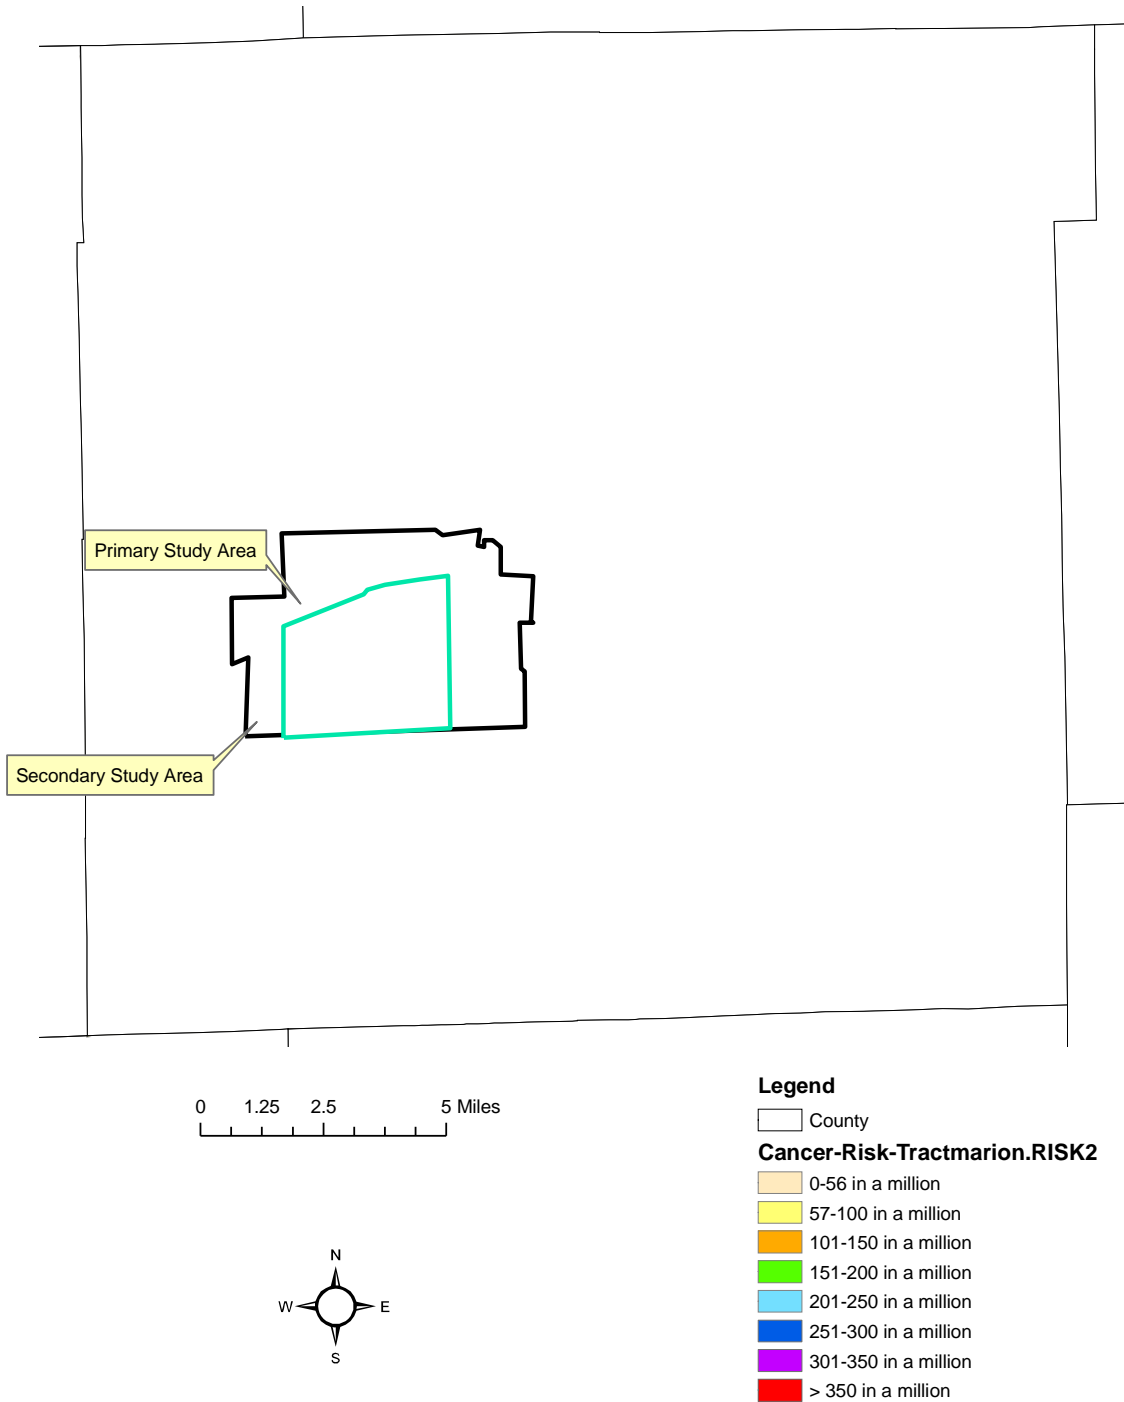 Primary Study Area
Secondary Study Area
0 1.25 2.5 5 Miles
N
W E
S
Legend
County
Cancer-Risk-Tractmarion.RISK2
0-56 in a million
57-100 in a million
101-150 in a million
151-200 in a million
201-250 in a million
251-300 in a million
301-350 in a million
> 350 in a million